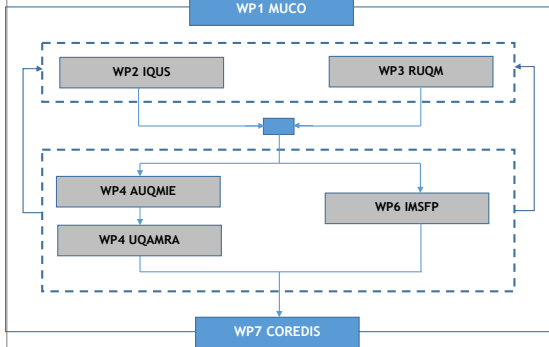 WP1 MUCO
WP2 IQUS
WP3 RUQM
WP4 AUQMIE
WP6 IMSFP
WP4 UQAMRA
WP7 COREDIS